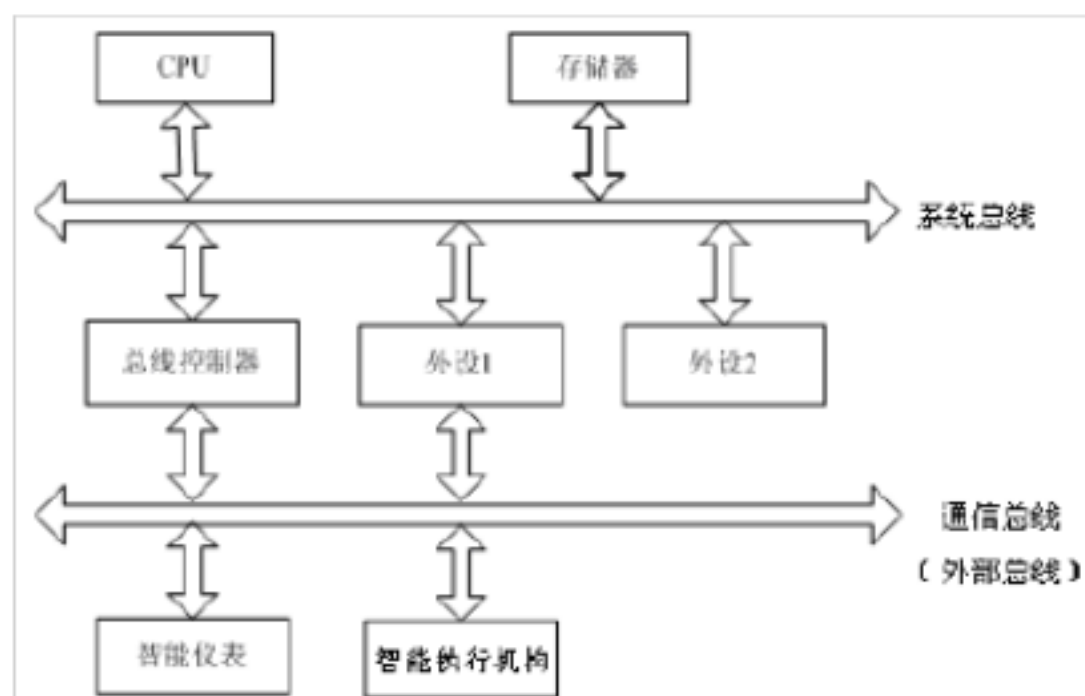 CPU
存储器
系统总线
总线控制器
外设1
外设2
通信总线
(外部总线)
智能仪表
智能执行机构